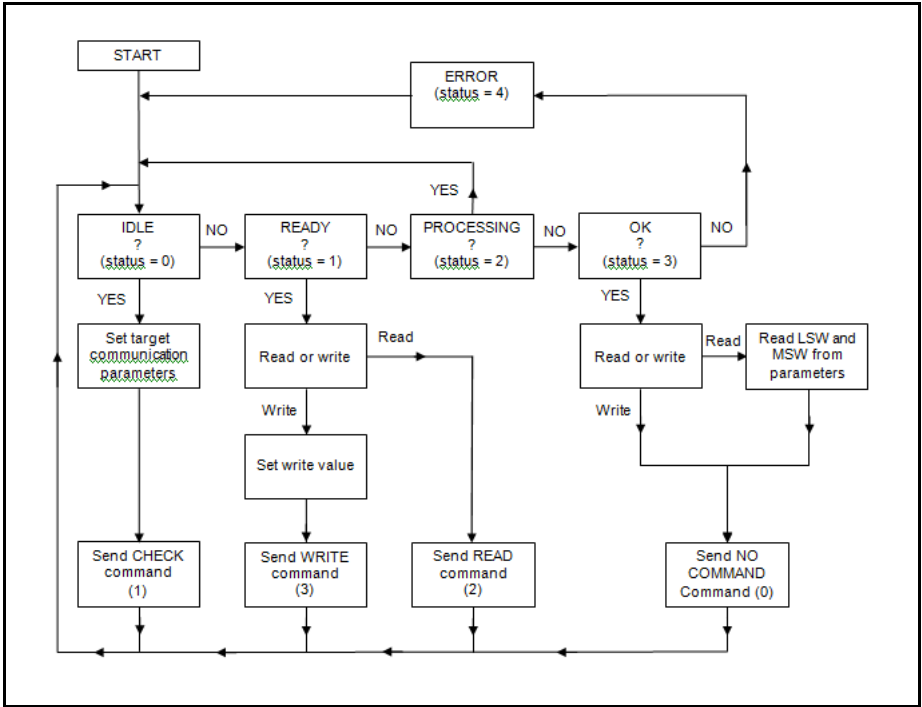 START
ERROR
(status = 4)
YES
IDLE
?
(status = 0)
NO
READY
?
(status = 1)
NO
PROCESSING
?
(status = 2)
NO
OK
?
(status = 3)
NO
YES
YES
YES
Set target
communication
parameters
Read or write
Read
Read or write
Read
Read LSW and
MSW from
parameters
Write
Write
Set write value
Send CHECK
command
(1)
Send WRITE
command
(3)
Send READ
command
(2)
Send NO
COMMAND
Command (0)